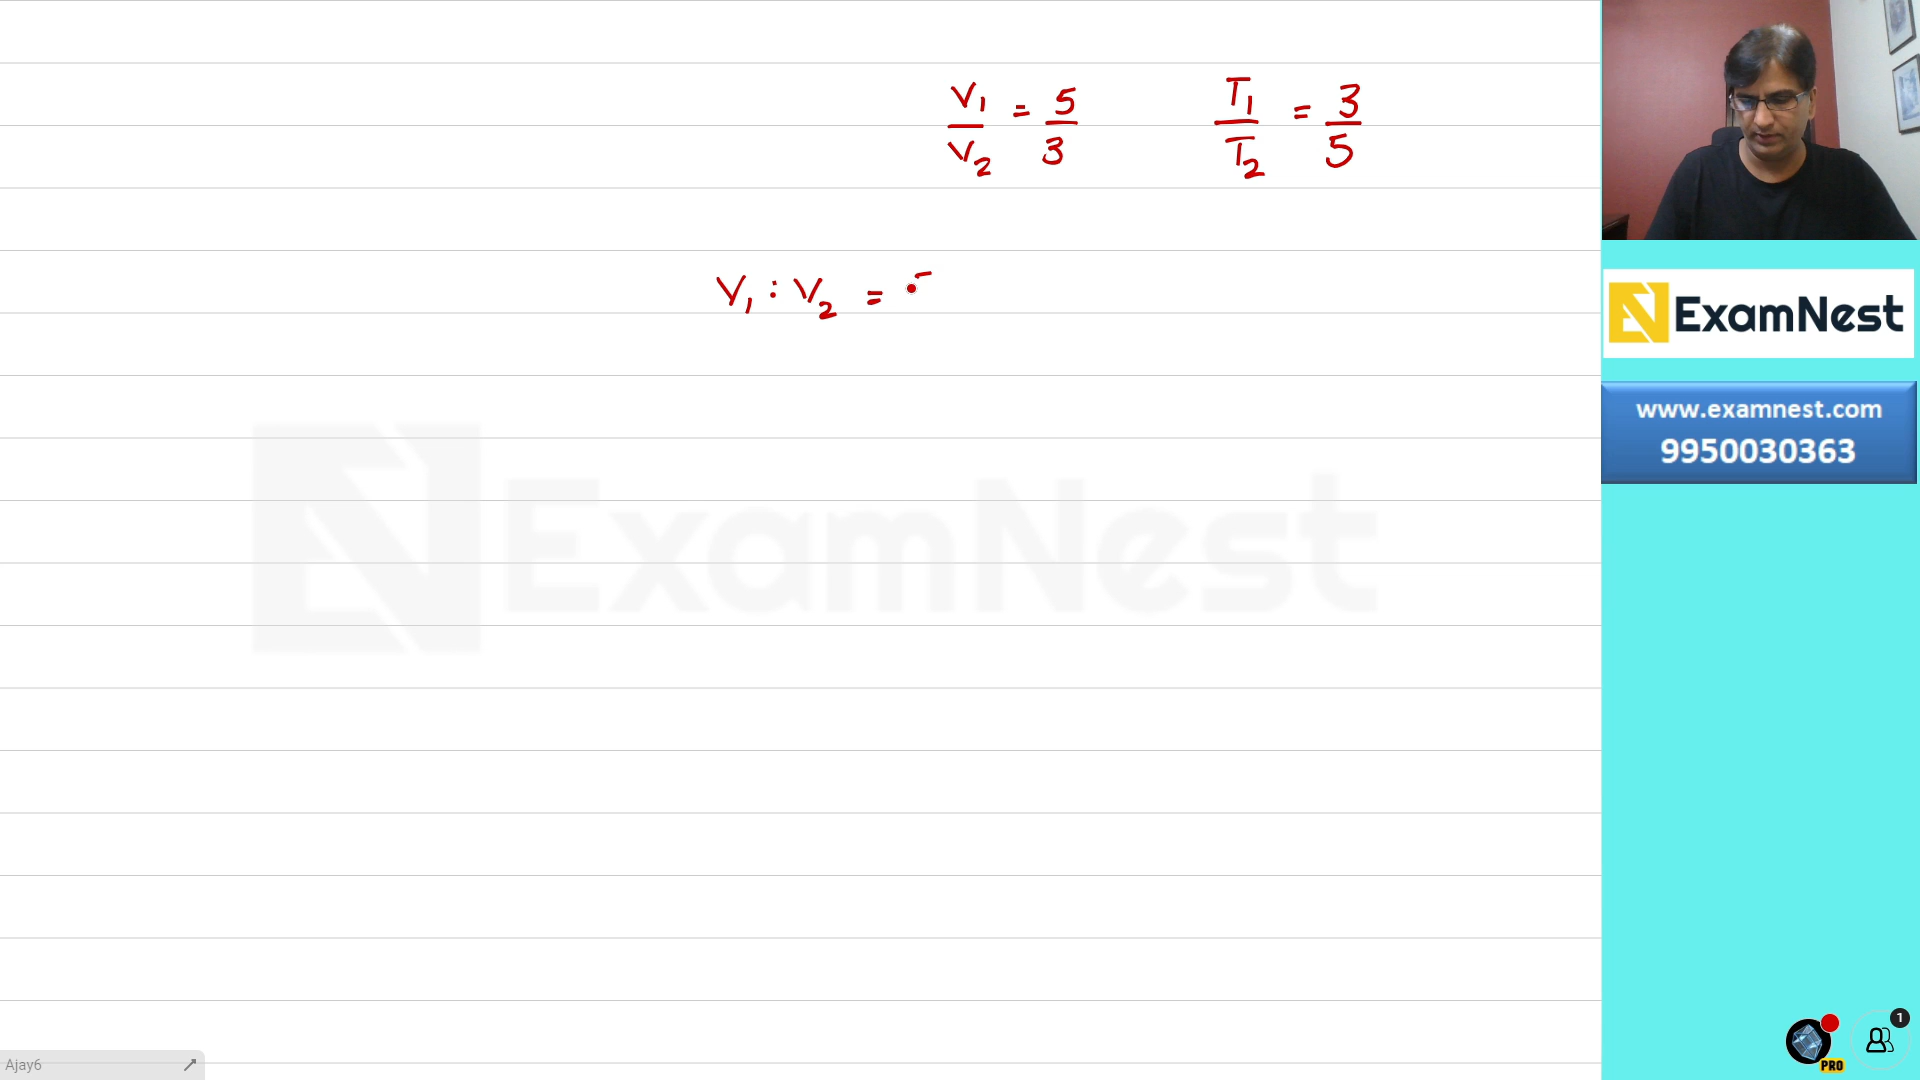 V₁/V₂ = 5/3    T₁/T₂ = 3/5
V₁ : V₂ =
ExamNest
ExamNest
www.examnest.com
9950030363
Ajay6
1
PRO